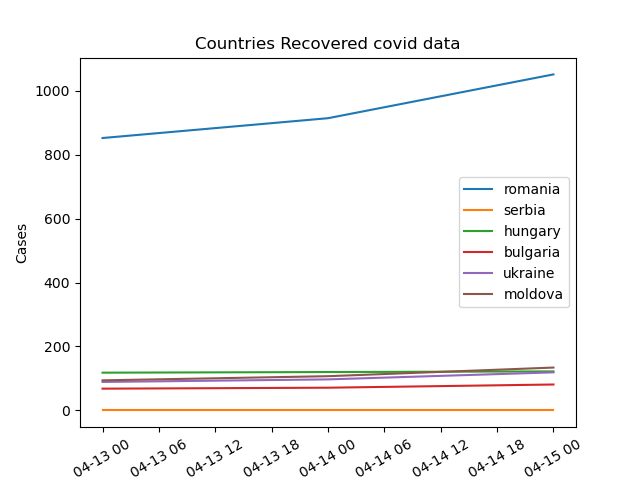 Countries Recovered covid data
1000
800
600
400
200
0
Cases
romania
serbia
hungary
bulgaria
ukraine
moldova
04-13 00
04-13 06
04-13 12
04-13 18
04-14 00
04-14 06
04-14 12
04-14 18
04-15 00